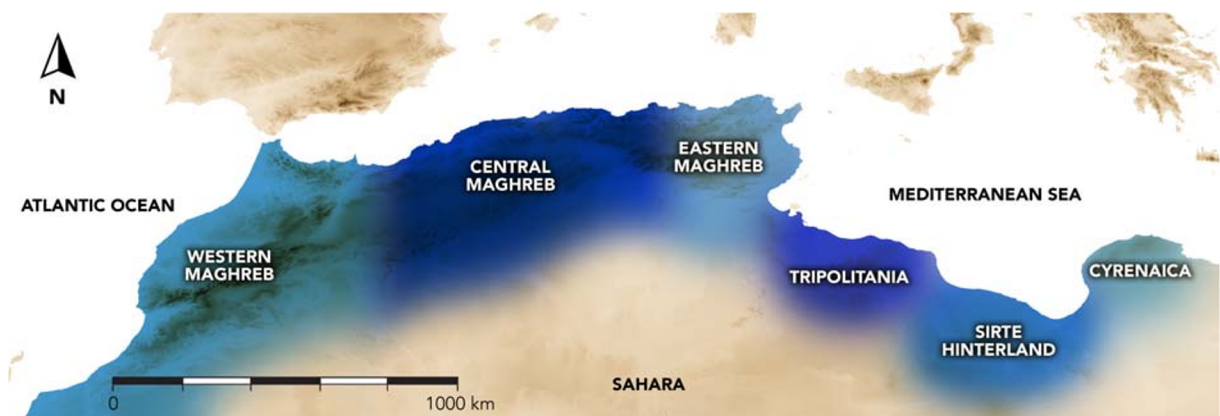 N
ATLANTIC OCEAN
WESTERN
MAGHREB
CENTRAL
MAGHREB
EASTERN
MAGHREB
MEDITERRANEAN SEA
TRIPOLITANIA
CYRENAICA
SIRTE
HINTERLAND
SAHARA
0
1000 km